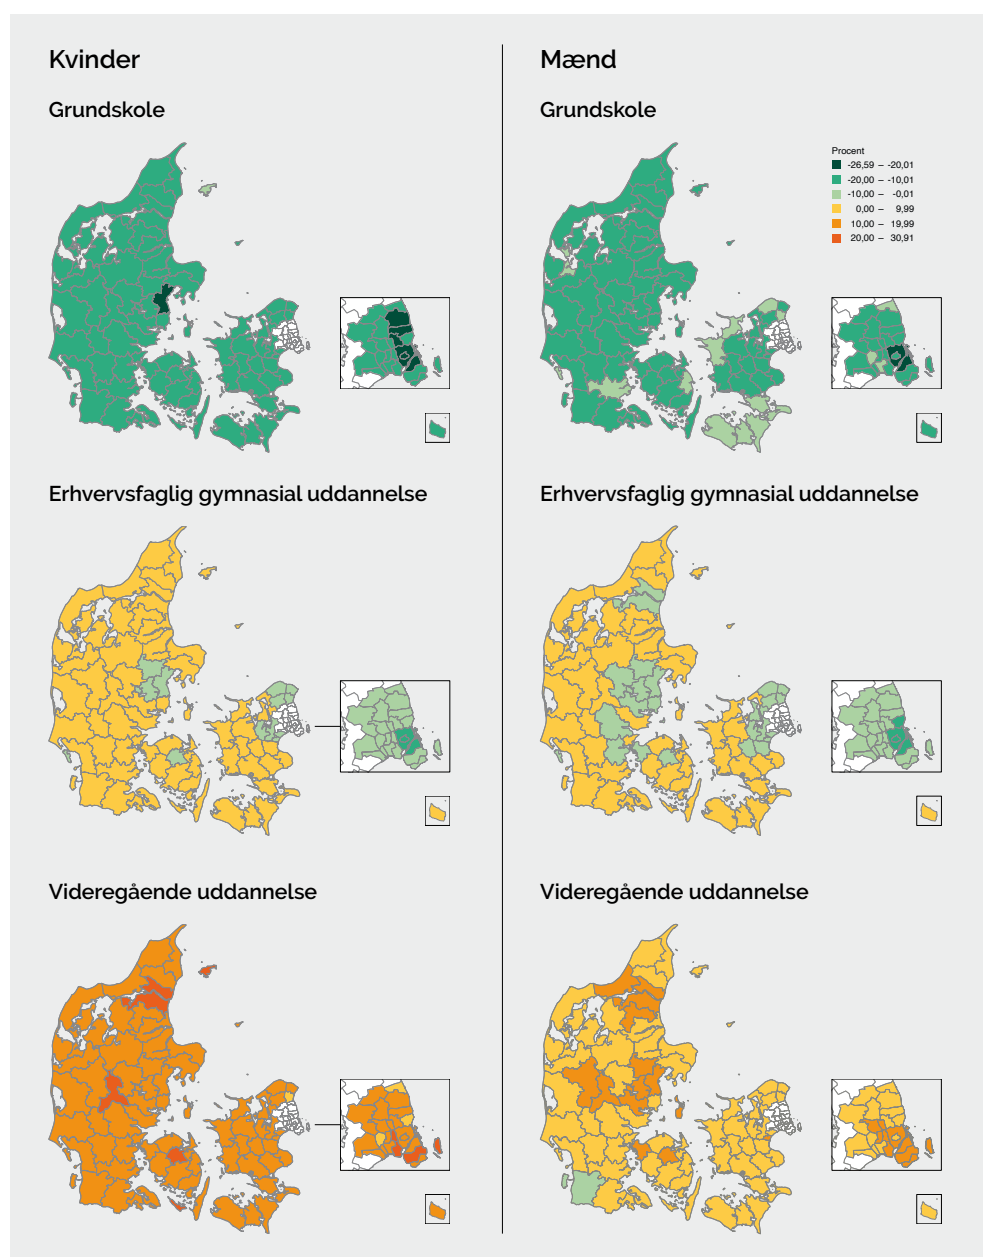 Kvinder
Grundskole
Mænd
Grundskole
Procent
-26,59 – -20,01
-20,00 – -10,01
-10,00 – -0,01
0,00 – 9,99
10,00 – 19,99
20,00 – 30,91
Erhvervsfaglig gymnasial uddannelse
Erhvervsfaglig gymnasial uddannelse
Videregående uddannelse
Videregående uddannelse